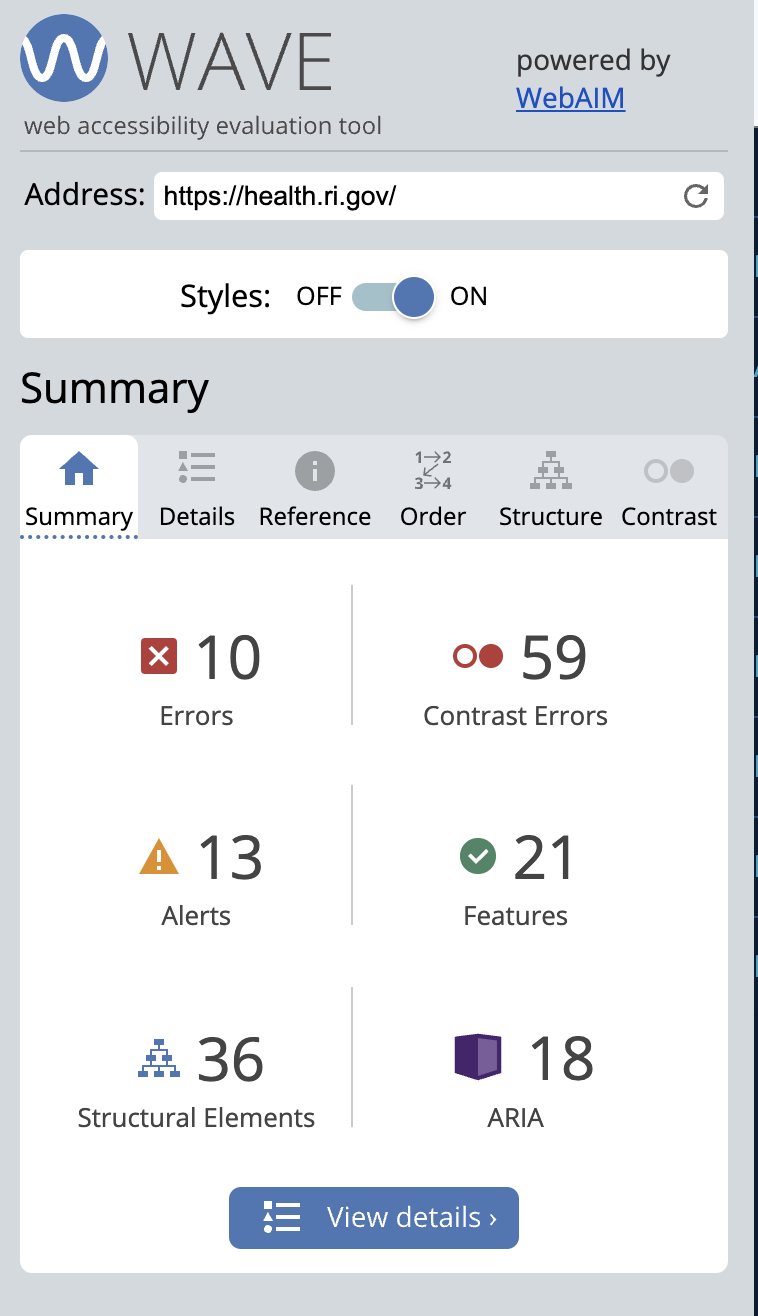 WAVE
powered by
WebAIM
web accessibility evaluation tool
Address: https://health.ri.gov/
Styles: OFF ON
Summary
1→2
3→4
Summary Details Reference Order Structure Contrast
10 59
Errors Contrast Errors
13 21
Alerts Features
36 18
Structural Elements ARIA
View details ›